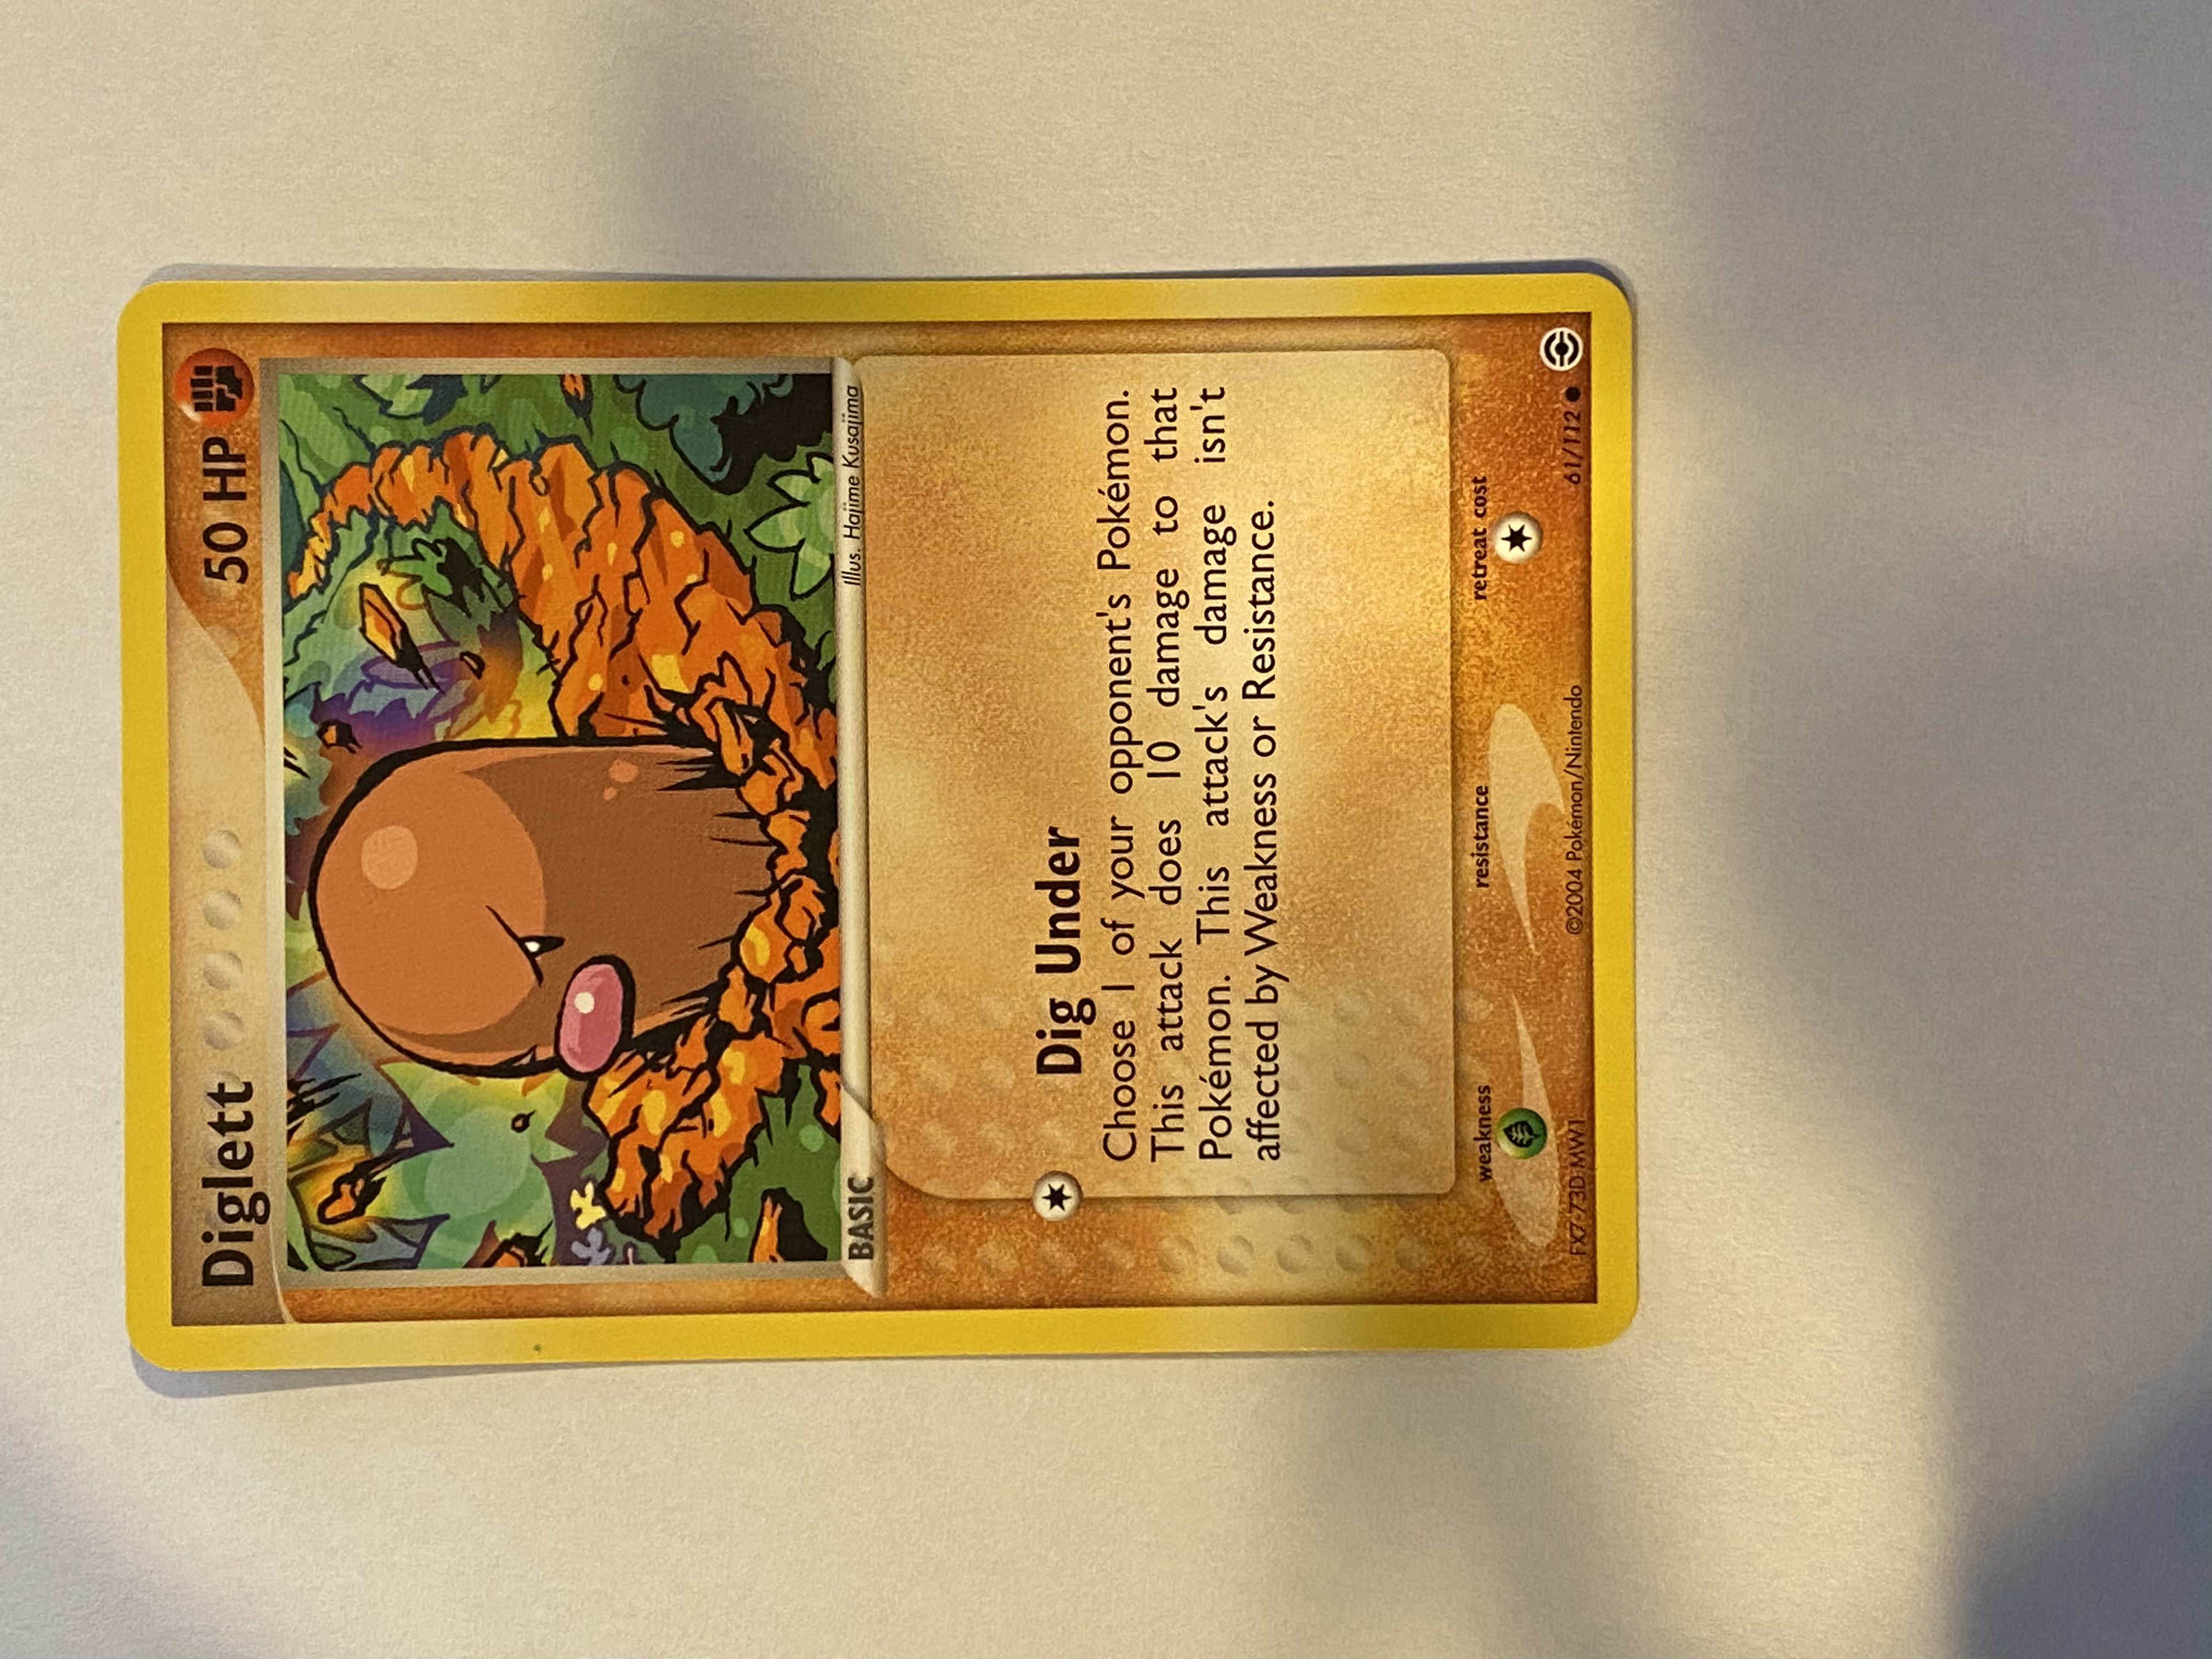 Diglett 50 HP
BASIC Illus. Hajime Kusajima
Dig Under
Choose 1 of your opponent's Pokémon.
This attack does 10 damage to that
Pokémon. This attack's damage isn't
affected by Weakness or Resistance.
weakness resistance retreat cost
FX7-73D MW1 ©2004 Pokémon/Nintendo 61/112